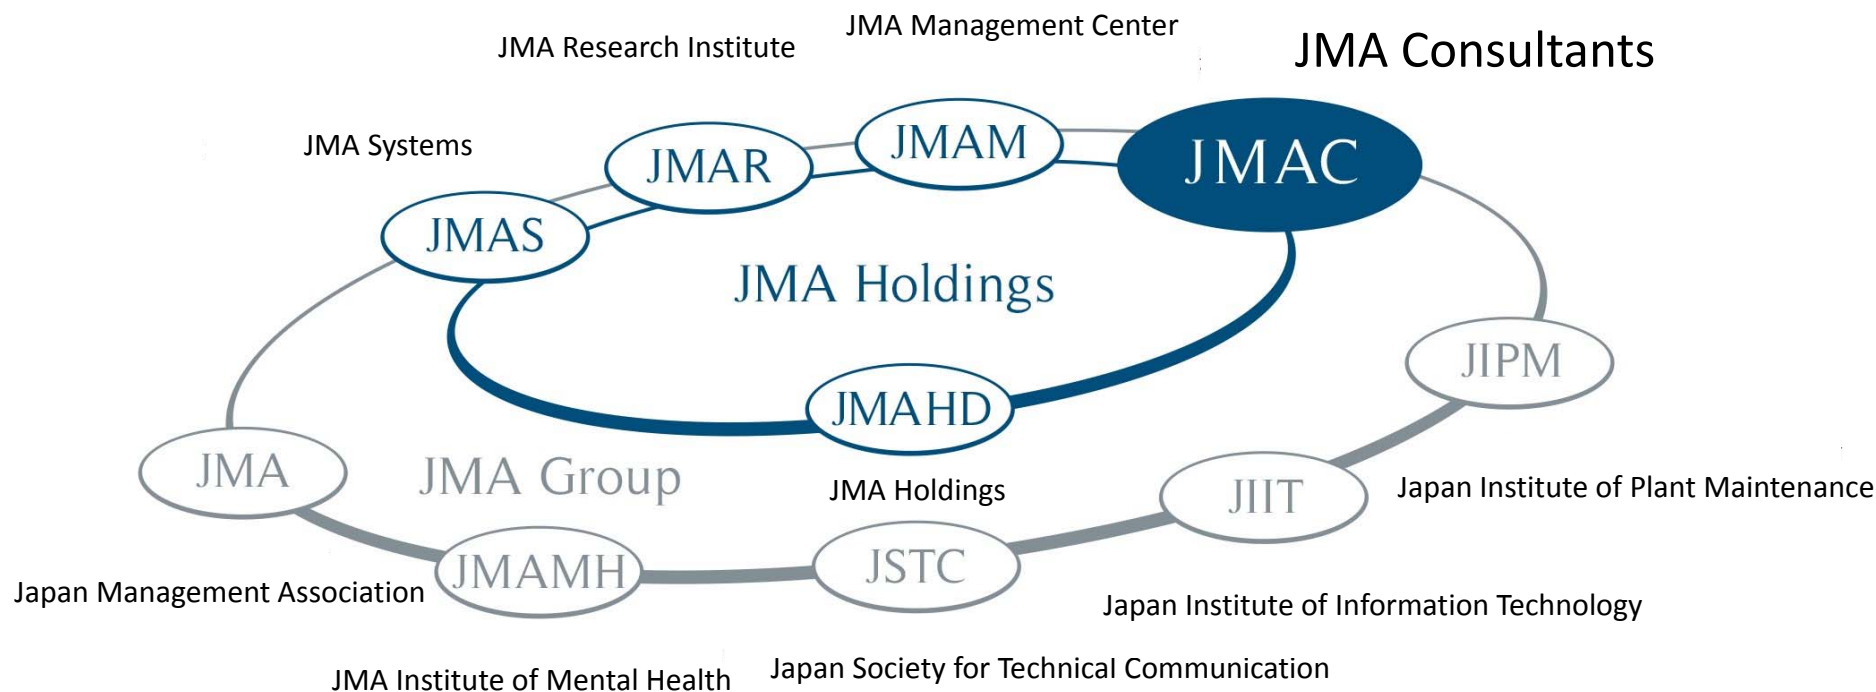 JMA Management Center
JMA Research Institute
JMA Consultants
JMA Systems
JMAM
JMAR
JMAC
JMAS
JMA Holdings
JIPM
JMAHD
JMA
JMA Group
JMA Holdings
JIIT
Japan Institute of Plant Maintenance
JMAMH
JSTC
Japan Management Association
Japan Institute of Information Technology
JMA Institute of Mental Health
Japan Society for Technical Communication